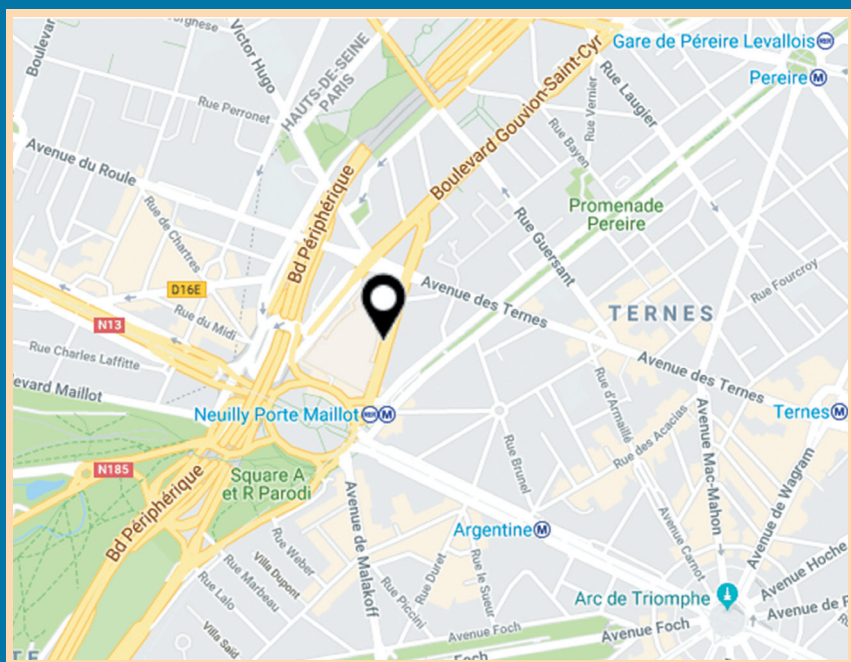 Boulevard
Victor Hugo
HAUTS-DE-SEINE
PARIS
Rue Perronet
Avenue du Roule
Rue de Chartres
Bd Périphérique
Boulevard Gouvion-Saint-Cyr
Gare de Péreire Levallois RER
Pereire M
Rue Laugier
Rue Vernier
Rue Bayen
Promenade
Pereire
Rue Guersant
Avenue des Ternes
TERNES
Rue Fourcroy
D16E
N13
Rue du Midi
Rue Charles Laffitte
evard Maillot
Neuilly Porte Maillot RER M
Avenue des Ternes
Ternes M
Rue d'Armaillé
Rue des Acacias
Avenue Mac-Mahon
Avenue de Wagram
N185
Bd Périphérique
Square A
et R Parodi
Rue Brunel
Argentine M
Avenue de Malakoff
Rue Weber
Villa Dupont
Rue Marbeau
Rue Lalo
Villa Saïd
Rue Piccini
Rue Duret
Rue le Sueur
Avenue Carnot
Avenue Hoche
Arc de Triomphe
Avenue de F
Avenue Foch
Avenue Foch
TE